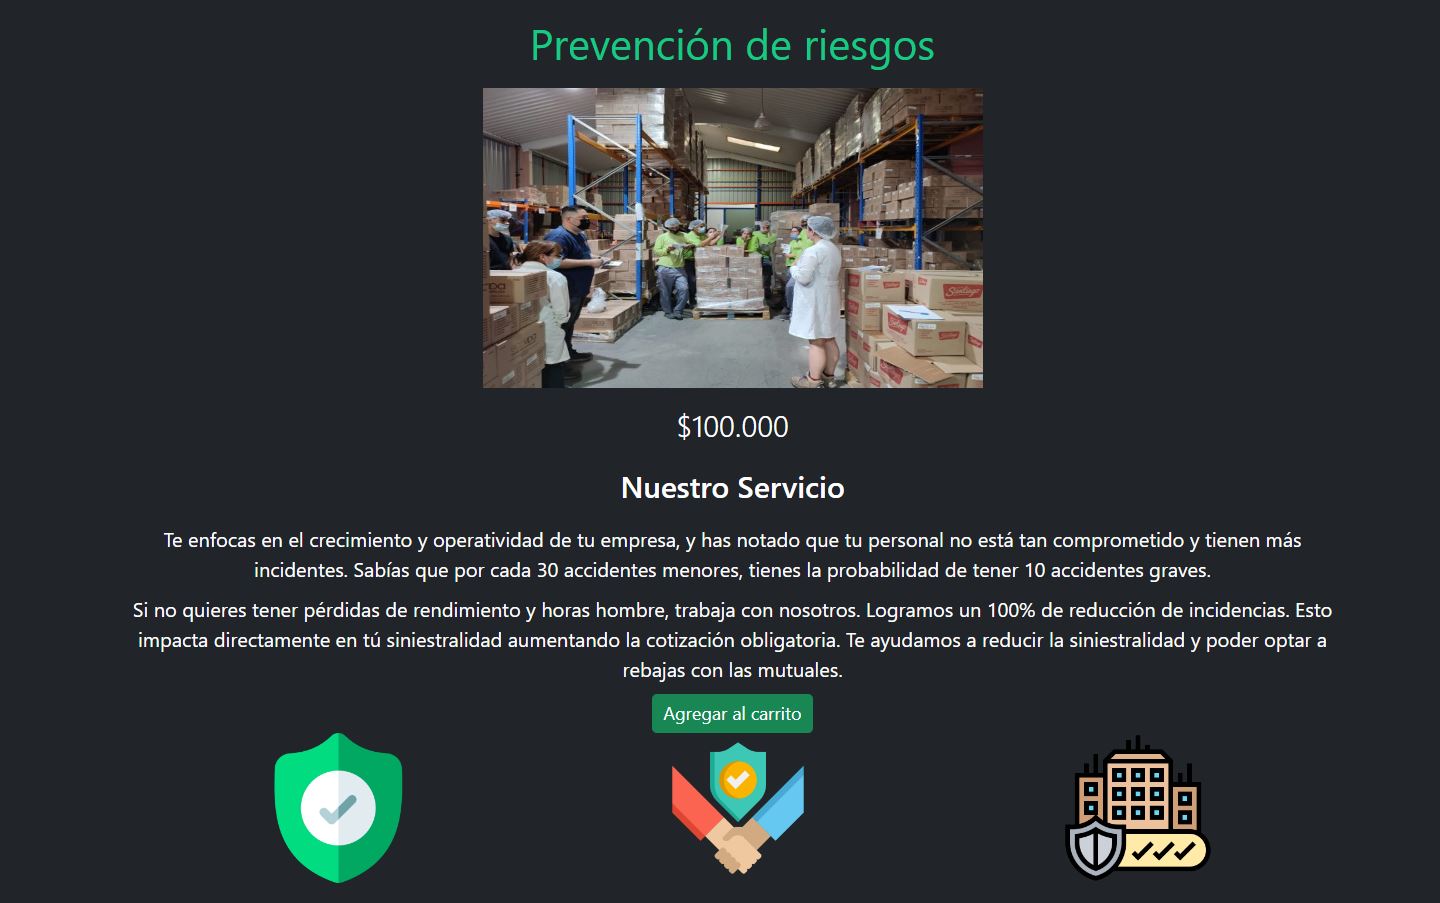 Prevención de riesgos
Santiago
$100.000
Nuestro Servicio
Te enfocas en el crecimiento y operatividad de tu empresa, y has notado que tu personal no está tan comprometido y tienen más
incidentes. Sabías que por cada 30 accidentes menores, tienes la probabilidad de tener 10 accidentes graves.
Si no quieres tener pérdidas de rendimiento y horas hombre, trabaja con nosotros. Logramos un 100% de reducción de incidencias. Esto
impacta directamente en tú siniestralidad aumentando la cotización obligatoria. Te ayudamos a reducir la siniestralidad y poder optar a
rebajas con las mutuales.
Agregar al carrito